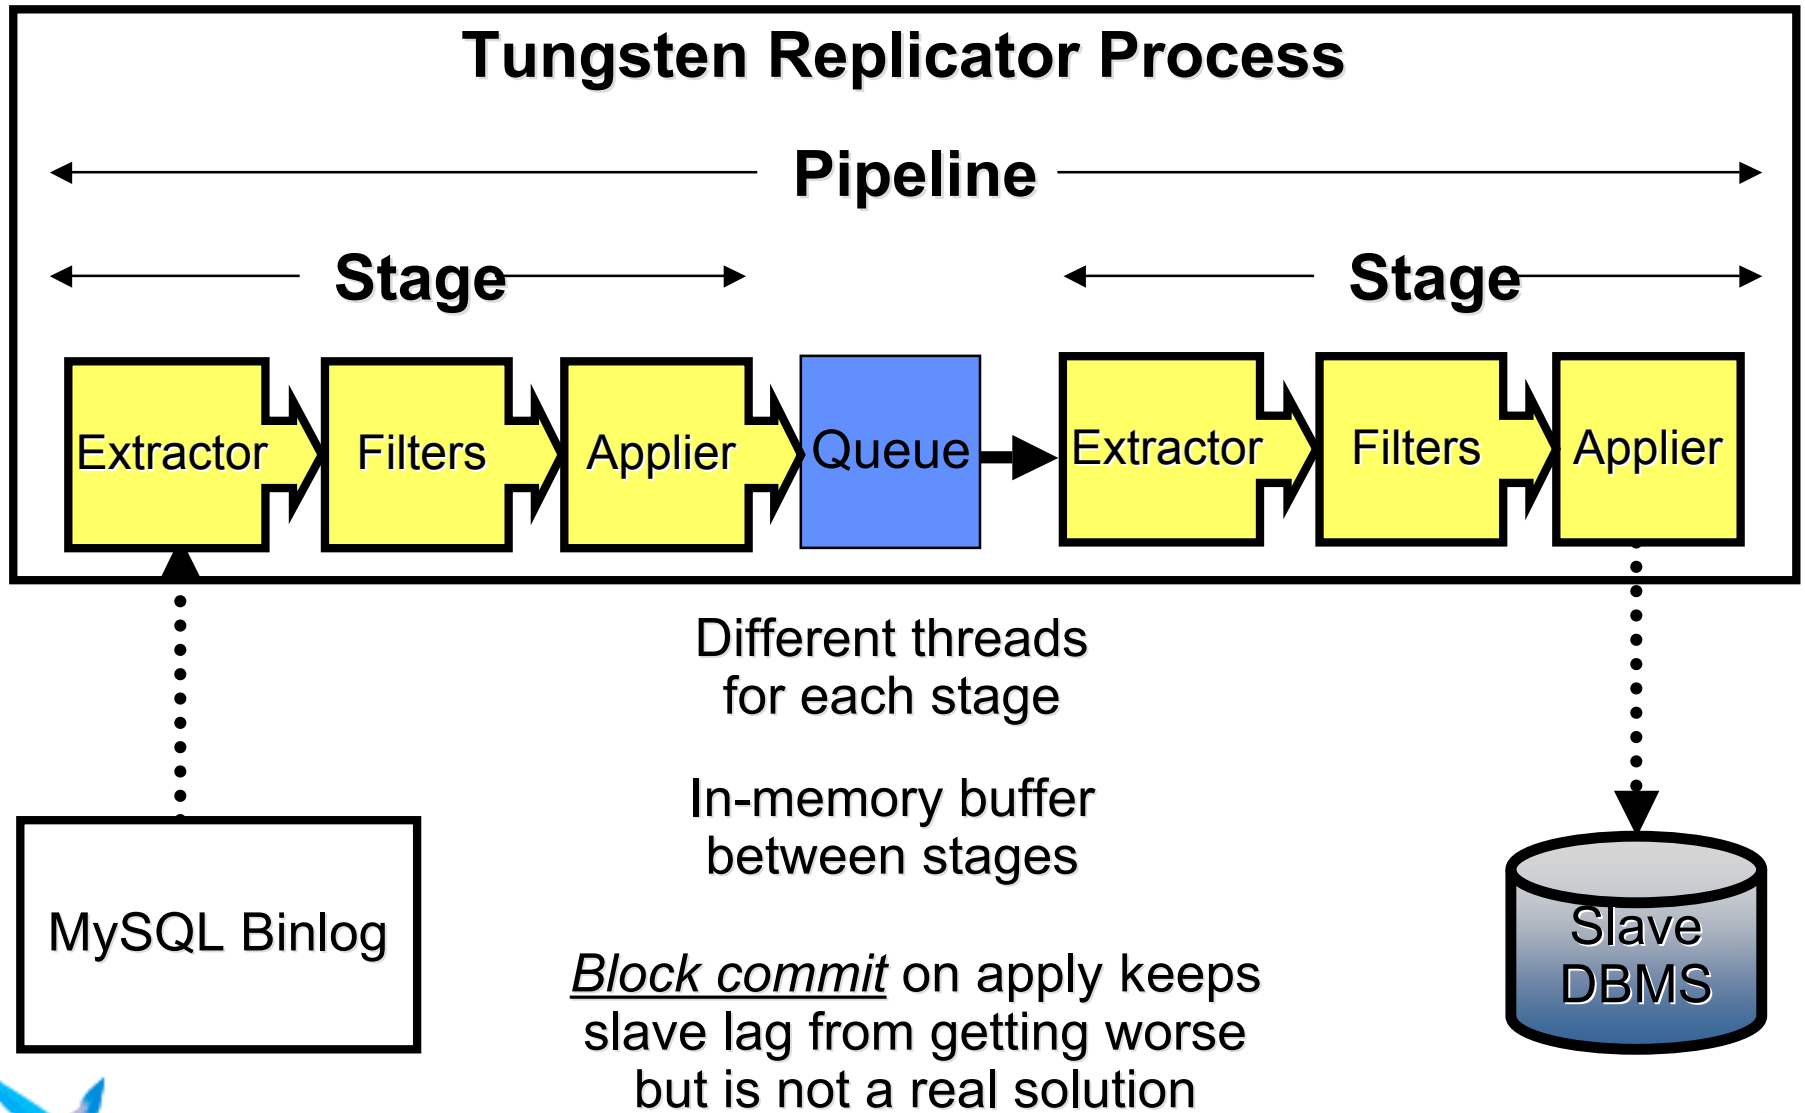 Tungsten Replicator Process
Pipeline
Stage
Stage
Extractor
Filters
Applier
Queue
Extractor
Filters
Applier
Different threads
for each stage
In-memory buffer
between stages
MySQL Binlog
Block commit on apply keeps
slave lag from getting worse
but is not a real solution
Slave
DBMS